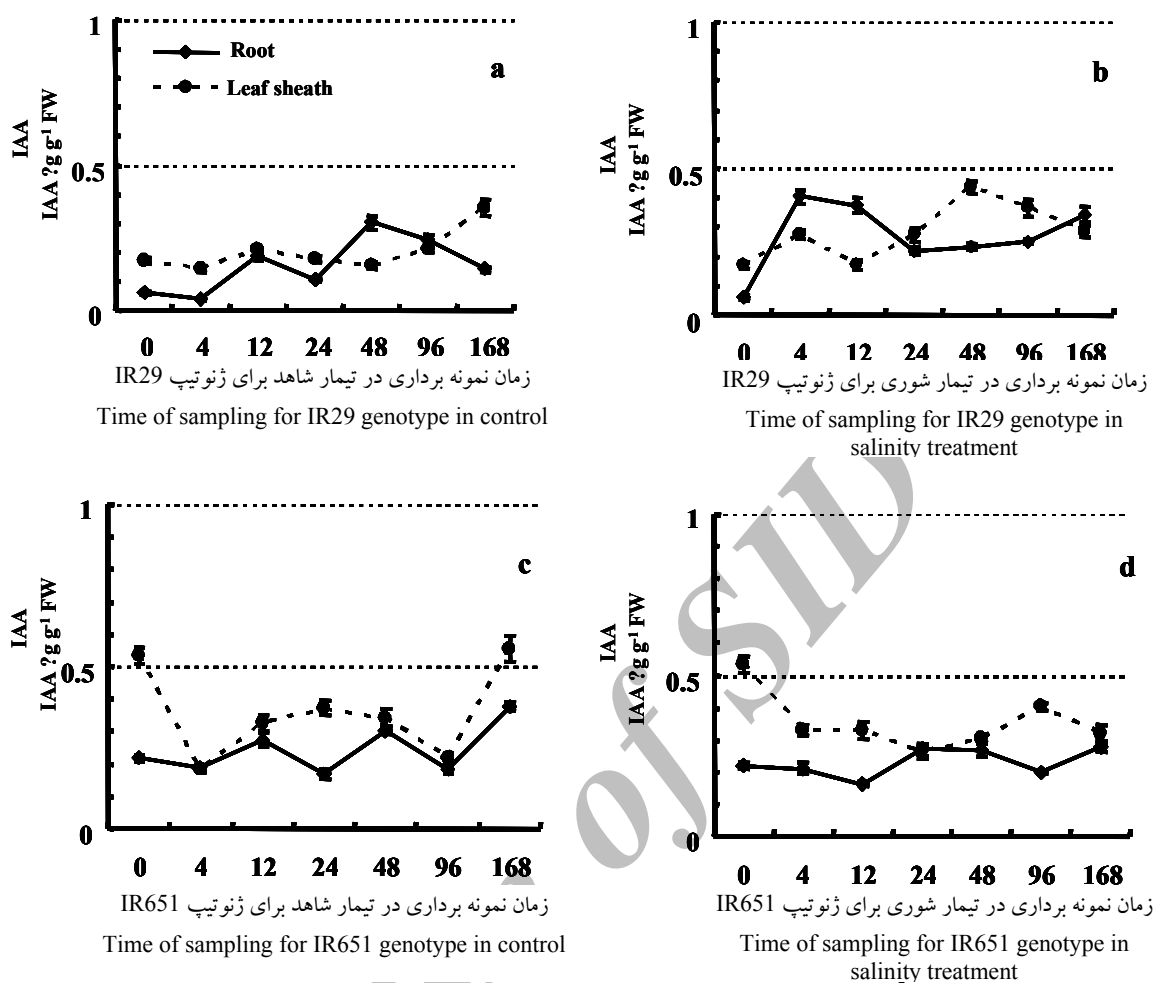 1
Root
Leaf sheath
a
IAA
IAA ?g g-1 FW
0.5
0
0 4 12 24 48 96 168
زمان نمونه برداری در تیمار شاهد برای ژنوتیپ IR29
Time of sampling for IR29 genotype in control
1
b
IAA
IAA ?g g-1 FW
0.5
0
0 4 12 24 48 96 168
زمان نمونه برداری در تیمار شوری برای ژنوتیپ IR29
Time of sampling for IR29 genotype in
salinity treatment
1
c
IAA
IAA ?g g-1 FW
0.5
0
0 4 12 24 48 96 168
زمان نمونه برداری در تیمار شاهد برای ژنوتیپ IR651
Time of sampling for IR651 genotype in control
1
d
IAA
IAA ?g g-1 FW
0.5
0
0 4 12 24 48 96 168
زمان نمونه برداری در تیمار شوری برای ژنوتیپ IR651
Time of sampling for IR651 genotype in
salinity treatment
of SID